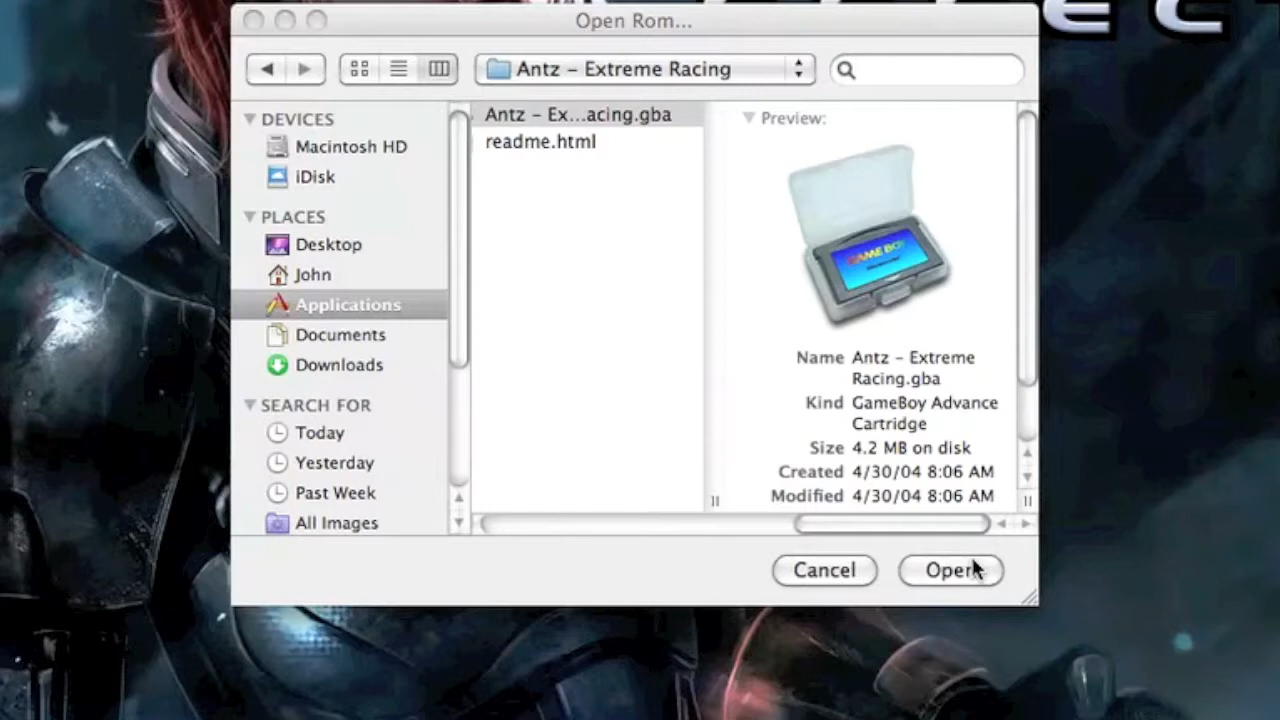 Open Rom...
Antz – Extreme Racing
DEVICES
Macintosh HD
iDisk
PLACES
Desktop
John
Applications
Documents
Downloads
SEARCH FOR
Today
Yesterday
Past Week
All Images
Antz – Ex...acing.gba
readme.html
Preview:
GAME BOY
Name Antz – Extreme
Racing.gba
Kind GameBoy Advance
Cartridge
Size 4.2 MB on disk
Created 4/30/04 8:06 AM
Modified 4/30/04 8:06 AM
Cancel
Open